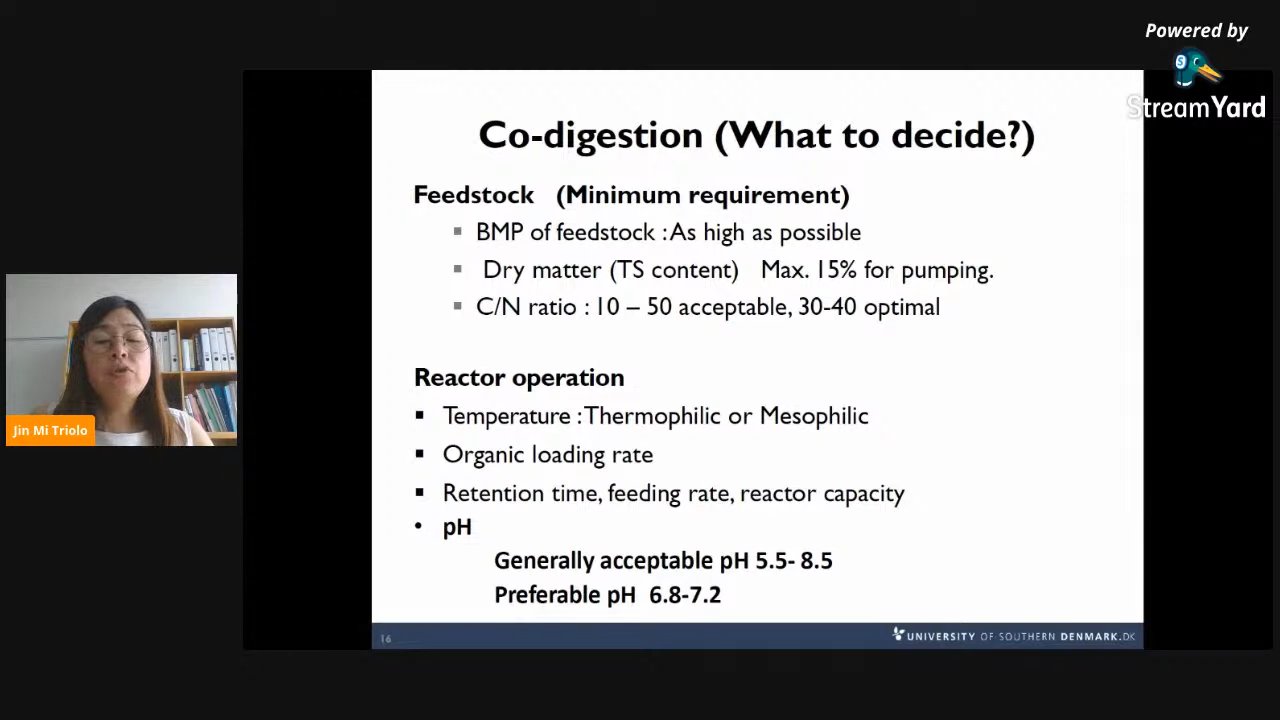 Powered by
StreamYard
Co-digestion (What to decide?)
Feedstock (Minimum requirement)
▪ BMP of feedstock : As high as possible
▪ Dry matter (TS content) Max. 15% for pumping.
▪ C/N ratio : 10 – 50 acceptable, 30-40 optimal
Reactor operation
▪ Temperature : Thermophilic or Mesophilic
▪ Organic loading rate
▪ Retention time, feeding rate, reactor capacity
• pH
Generally acceptable pH 5.5- 8.5
Preferable pH 6.8-7.2
16
UNIVERSITY OF SOUTHERN DENMARK.DK
Jin Mi Triolo